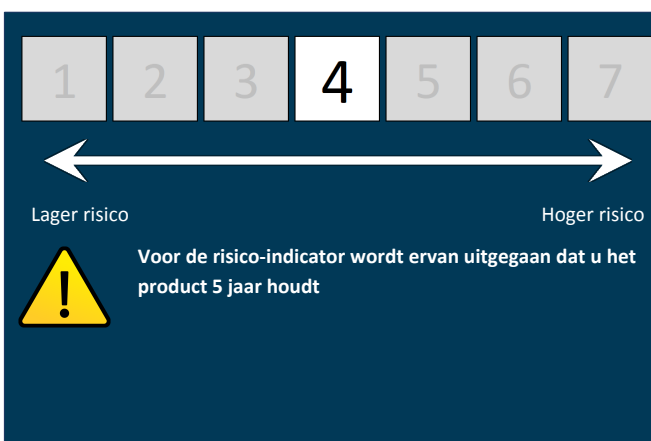 1 2 3 4 5 6 7
Lager risico Hoger risico
Voor de risico-indicator wordt ervan uitgegaan dat u het
product 5 jaar houdt